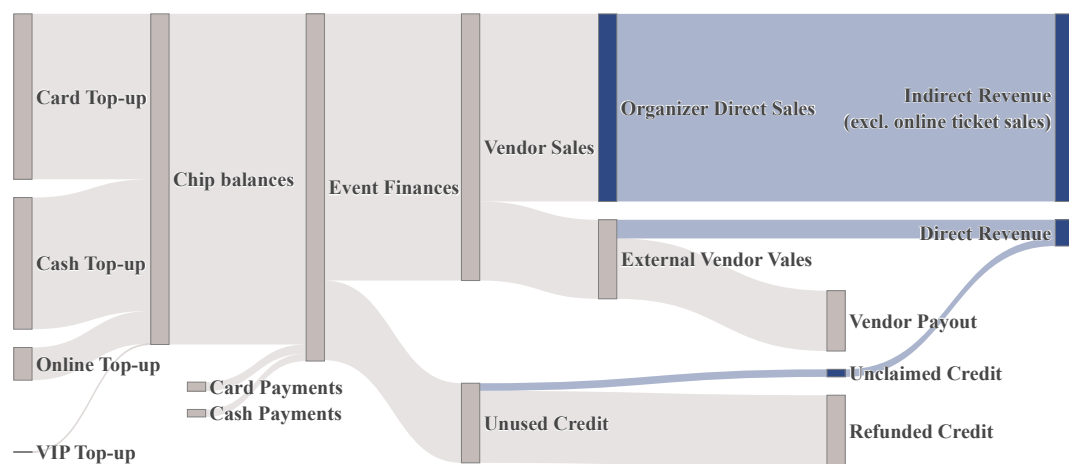 Card Top-up
Cash Top-up
Online Top-up
VIP Top-up
Chip balances
Card Payments
Cash Payments
Event Finances
Vendor Sales
Unused Credit
Organizer Direct Sales
External Vendor Vales
Vendor Payout
Unclaimed Credit
Refunded Credit
Indirect Revenue
(excl. online ticket sales)
Direct Revenue